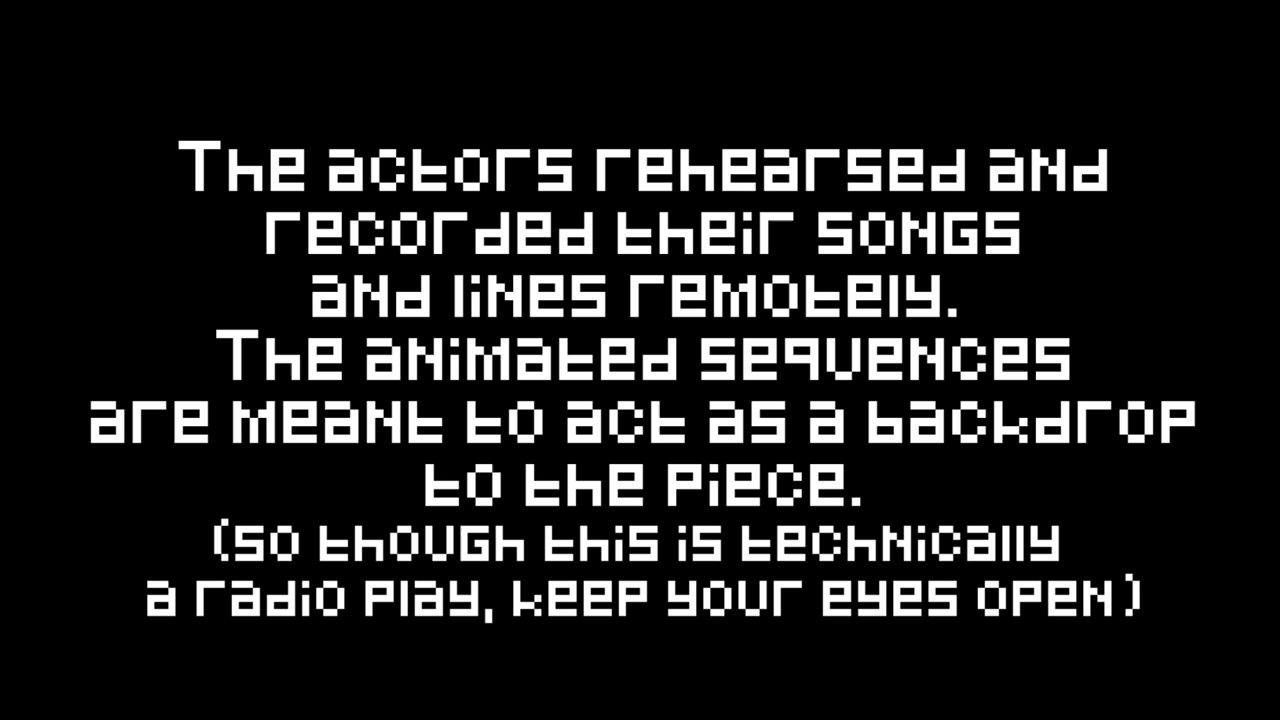 The actors rehearsed and
recorded their songs
and lines remotely.
The animated sequences
are meant to act as a backdrop
to the piece.
(so though this is technically
a radio play, keep your eyes open)